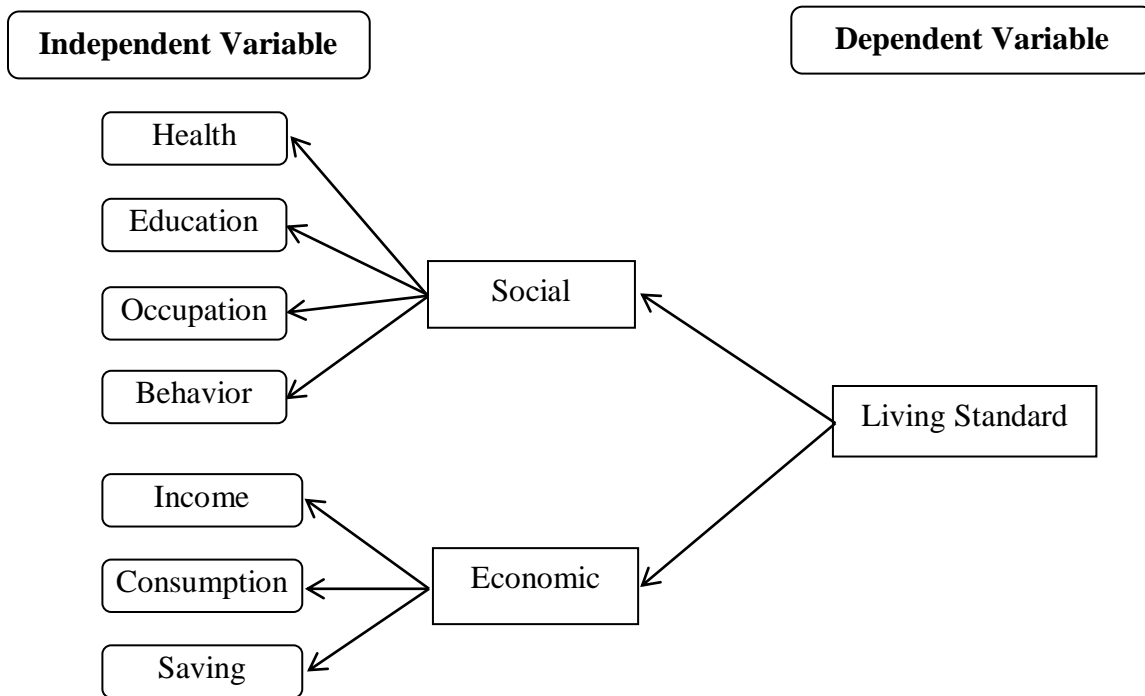 Independent Variable
Dependent Variable
Health
Education
Occupation
Behavior
Social
Living Standard
Income
Consumption
Saving
Economic